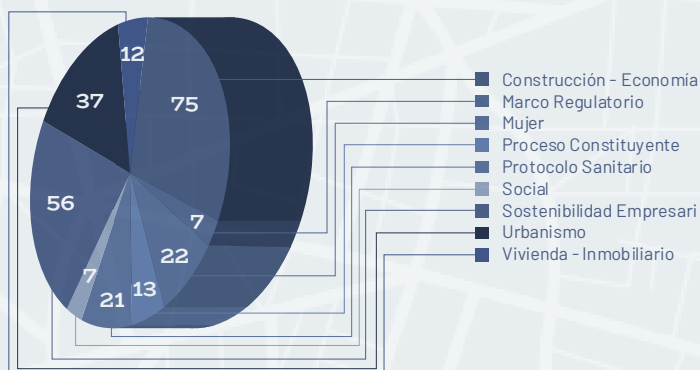 12
37
75
56
7
22
7
13
21
Construcción - Economía
Marco Regulatorio
Mujer
Proceso Constituyente
Protocolo Sanitario
Social
Sostenibilidad Empresari
Urbanismo
Vivienda - Inmobiliario